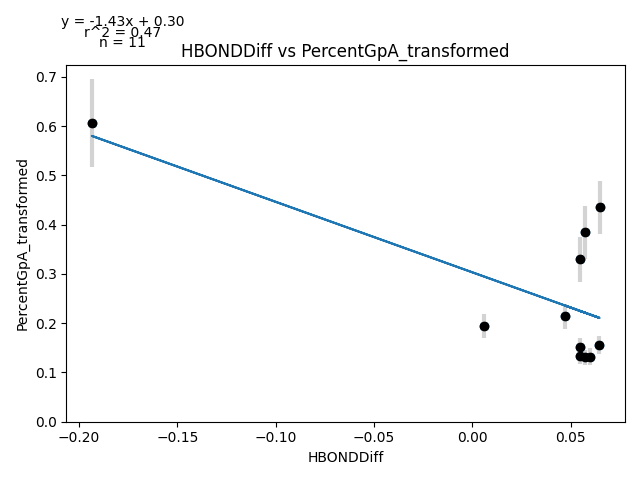 y = -1.43x + 0.30
r^2 = 0.47
n = 11
HBONDDiff vs PercentGpA_transformed
PercentGpA_transformed
0.7
0.6
0.5
0.4
0.3
0.2
0.1
0.0
−0.20
−0.15
−0.10
−0.05
0.00
0.05
HBONDDiff